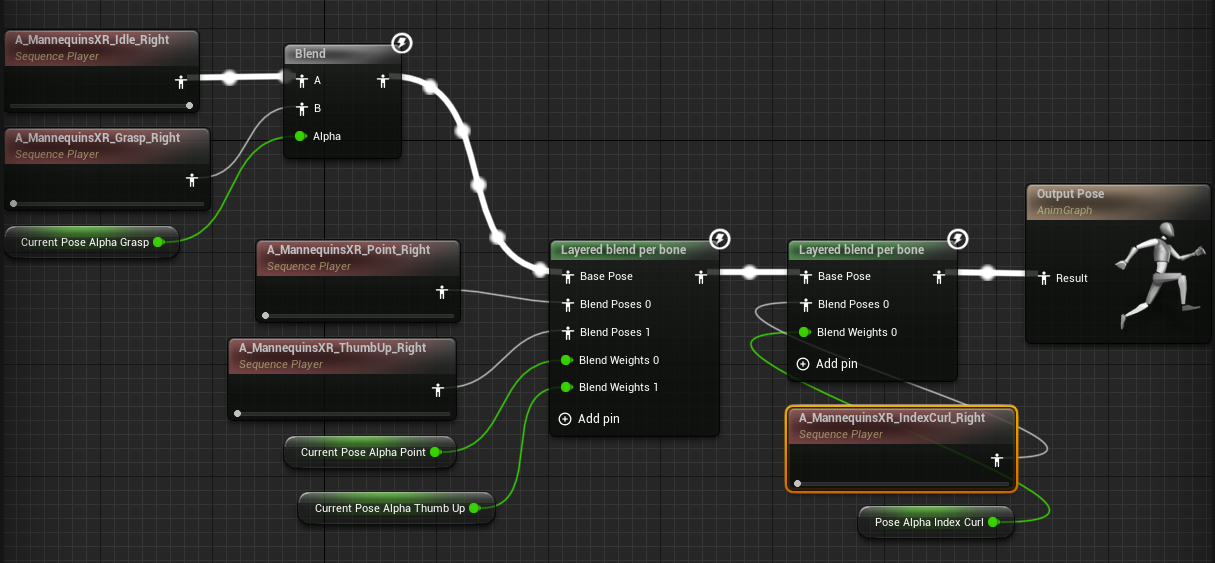 A_MannequinsXR_Idle_Right
Sequence Player
Blend
A
B
Alpha
A_MannequinsXR_Grasp_Right
Sequence Player
Current Pose Alpha Grasp
A_MannequinsXR_Point_Right
Sequence Player
A_MannequinsXR_ThumbUp_Right
Sequence Player
Current Pose Alpha Point
Current Pose Alpha Thumb Up
Layered blend per bone
Base Pose
Blend Poses 0
Blend Poses 1
Blend Weights 0
Blend Weights 1
Add pin
Layered blend per bone
Base Pose
Blend Poses 0
Blend Weights 0
Add pin
A_MannequinsXR_IndexCurl_Right
Sequence Player
Pose Alpha Index Curl
Output Pose
AnimGraph
Result